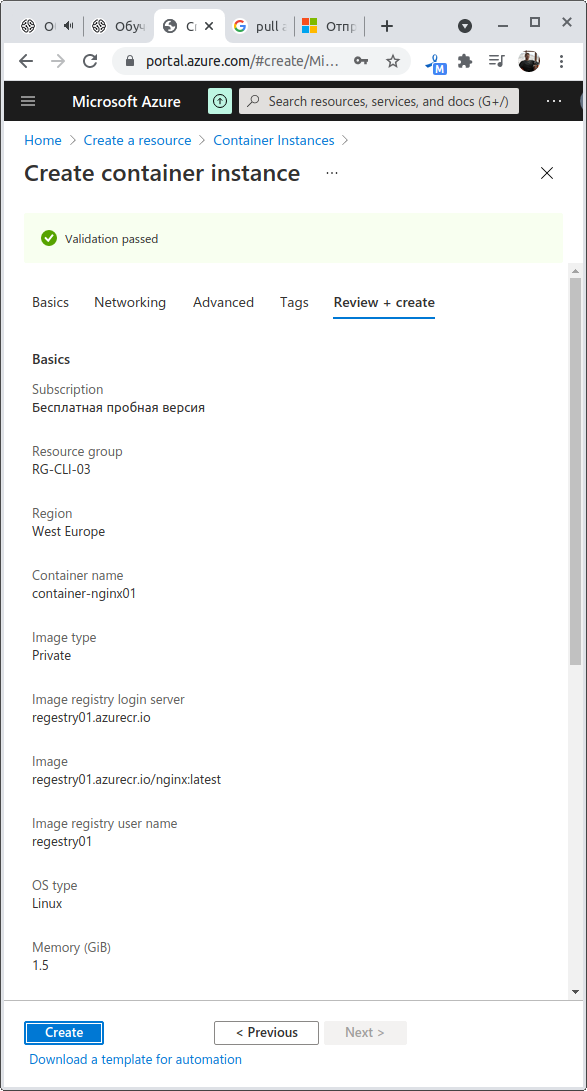 Обуч
Сг
pull a
Отпр
portal.azure.com/#create/Mi...
M
Microsoft Azure
Search resources, services, and docs (G+/)
Home > Create a resource > Container Instances >
Create container instance ...
Validation passed
Basics Networking Advanced Tags Review + create
Basics
Subscription
Бесплатная пробная версия
Resource group
RG-CLI-03
Region
West Europe
Container name
container-nginx01
Image type
Private
Image registry login server
regestry01.azurecr.io
Image
regestry01.azurecr.io/nginx:latest
Image registry user name
regestry01
OS type
Linux
Memory (GiB)
1.5
Create < Previous Next >
Download a template for automation